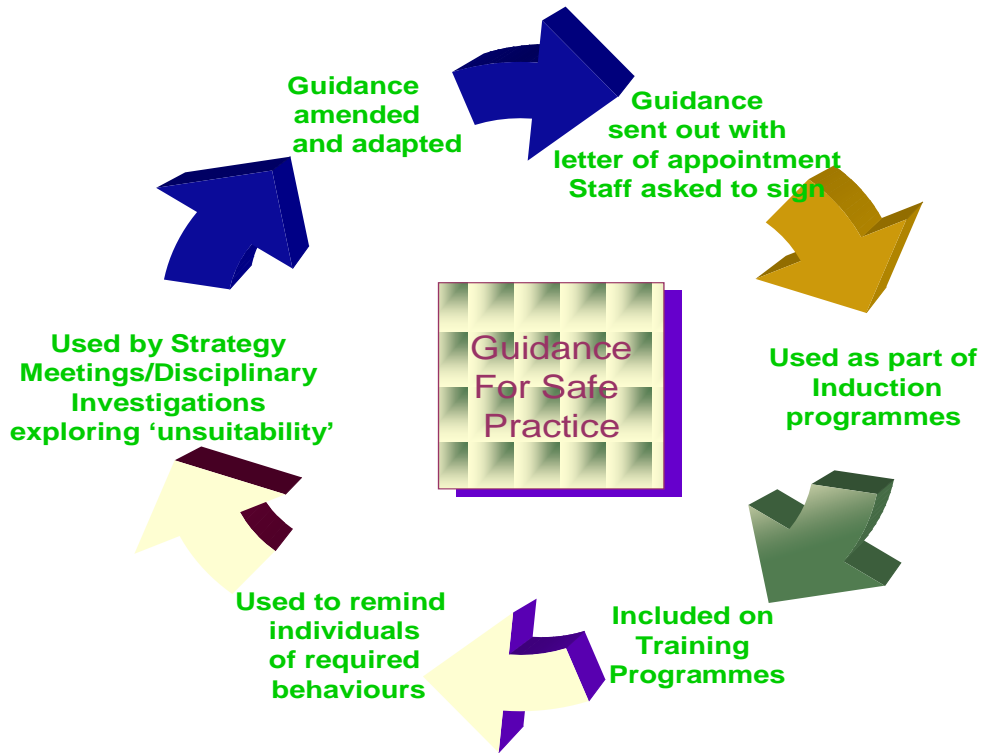 Guidance
amended
and adapted
Guidance
sent out with
letter of appointment
Staff asked to sign
Used as part of
Induction
programmes
Included on
Training
Programmes
Used to remind
individuals
of required
behaviours
Used by Strategy
Meetings/Disciplinary
Investigations
exploring ‘unsuitability’
Guidance
For Safe
Practice